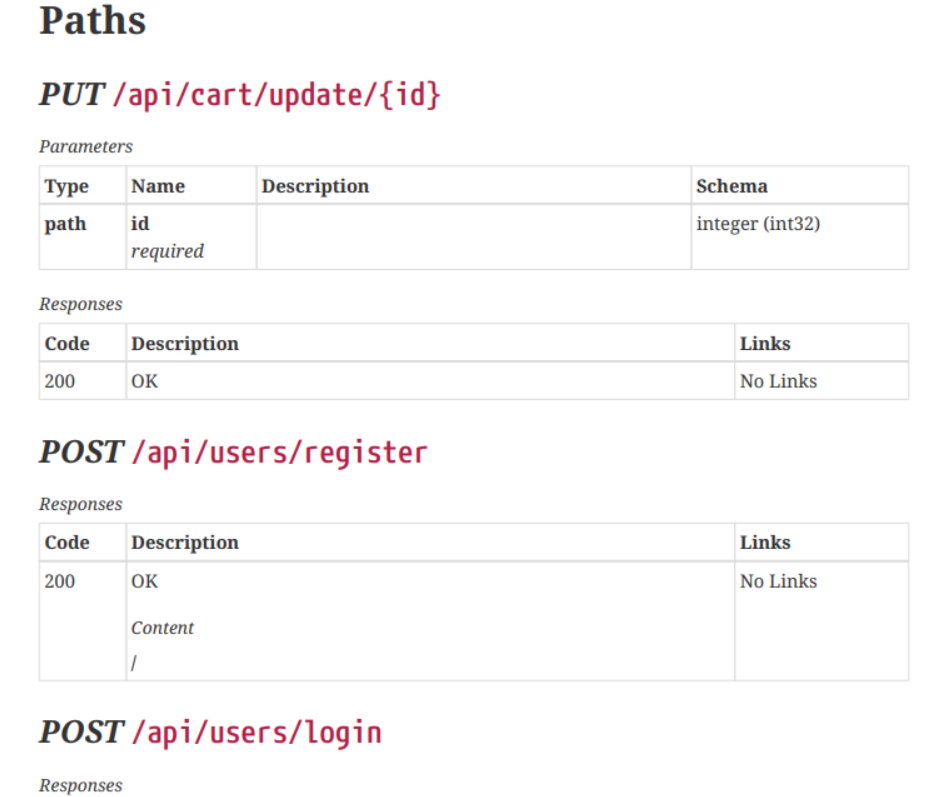 Paths
PUT /api/cart/update/{id}
Parameters
Type Name Description Schema
path id integer (int32)
required
Responses
Code Description Links
200 OK No Links
POST /api/users/register
Responses
Code Description Links
200 OK No Links
Content
/
POST /api/users/login
Responses